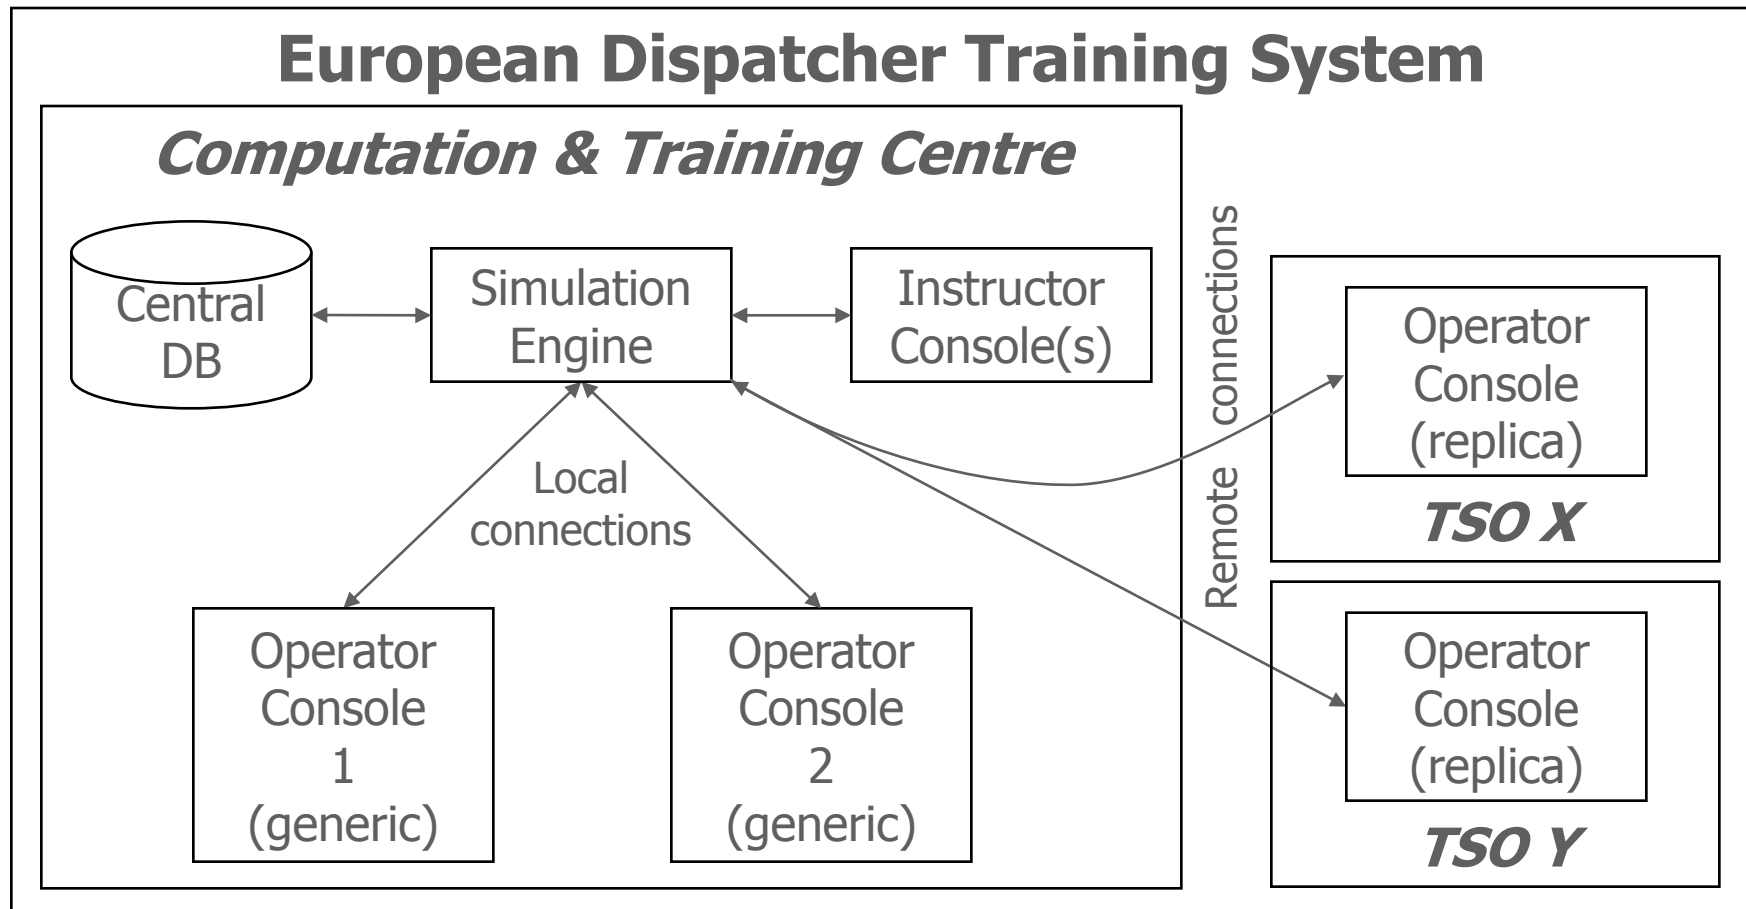 European Dispatcher Training System
Computation & Training Centre
Central
DB
Simulation
Engine
Instructor
Console(s)
Local
connections
Operator
Console
1
(generic)
Operator
Console
2
(generic)
Remote connections
Operator
Console
(replica)
TSO X
Operator
Console
(replica)
TSO Y